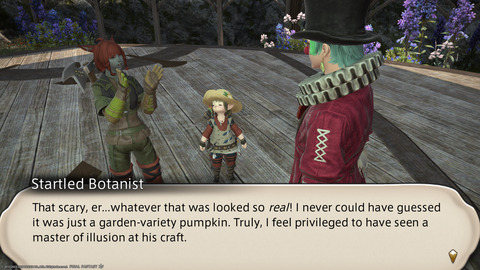 Startled Botanist
That scary, er...whatever that was looked so real! I never could have guessed
it was just a garden-variety pumpkin. Truly, I feel privileged to have seen a
master of illusion at his craft.